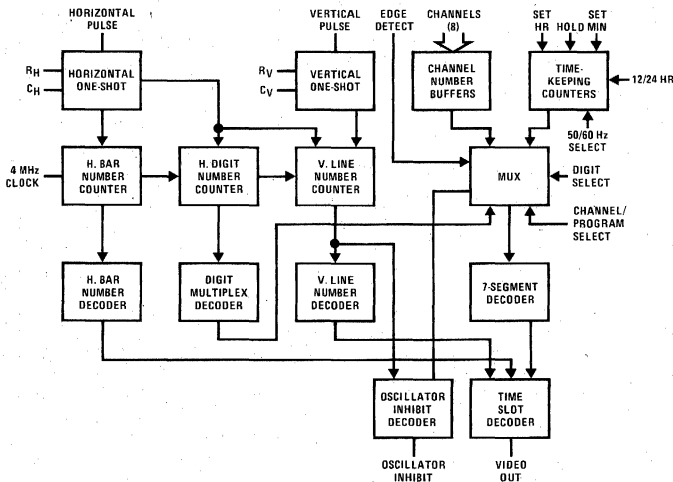 HORIZONTAL
PULSE
VERTICAL
PULSE
EDGE
DETECT
CHANNELS
(8)
SET
HR
HOLD
SET
MIN
RH
CH
HORIZONTAL
ONE-SHOT
RV
CV
VERTICAL
ONE-SHOT
CHANNEL
NUMBER
BUFFERS
TIME-
KEEPING
COUNTERS
12/24 HR
50/60 Hz
SELECT
4 MHz
CLOCK
H. BAR
NUMBER
COUNTER
H. DIGIT
NUMBER
COUNTER
V. LINE
NUMBER
COUNTER
MUX
DIGIT
SELECT
CHANNEL/
PROGRAM
SELECT
H. BAR
NUMBER
DECODER
DIGIT
MULTIPLEX
DECODER
V. LINE
NUMBER
DECODER
7-SEGMENT
DECODER
OSCILLATOR
INHIBIT
DECODER
TIME
SLOT
DECODER
OSCILLATOR
INHIBIT
VIDEO
OUT